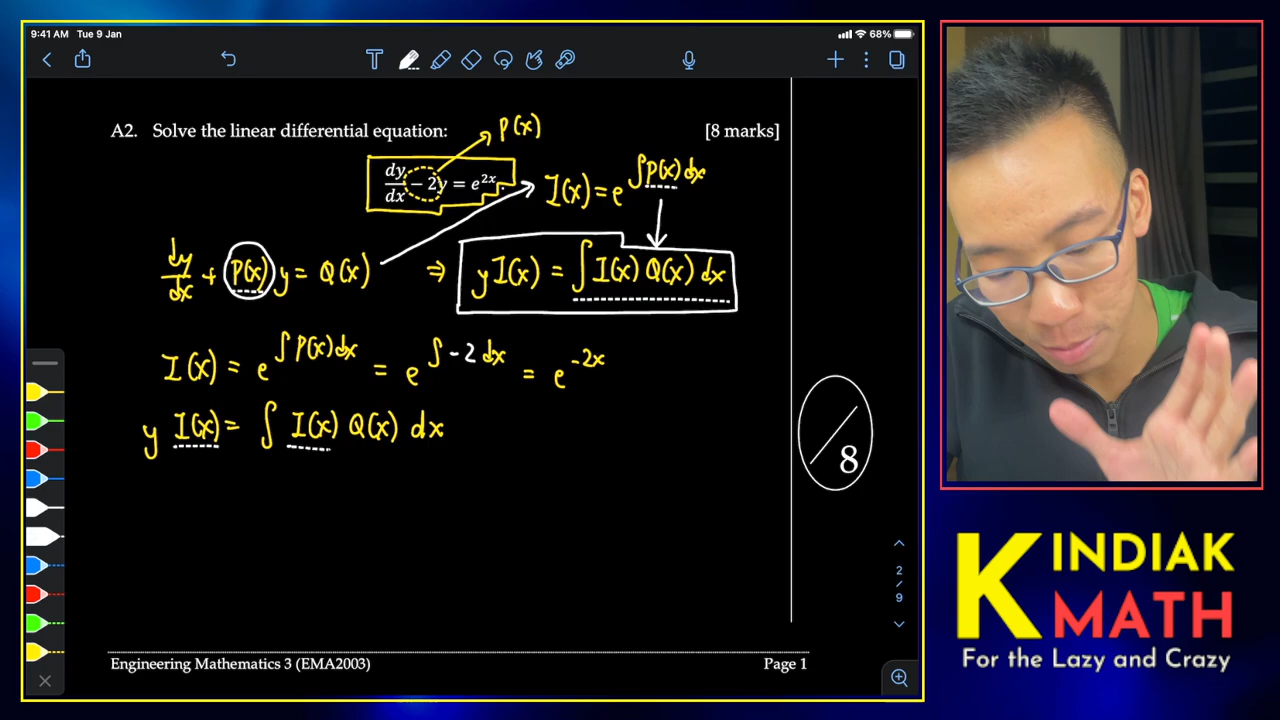 9:41 AM Tue 9 Jan 68%
A2. Solve the linear differential equation: [8 marks]
P(x)
dy/dx − 2y = e^{2x}.
I(x) = e^{∫P(x)dx}
dy/dx + P(x) y = Q(x) ⇒ y I(x) = ∫ I(x) Q(x) dx
I(x) = e^{∫ P(x) dx} = e^{∫ -2 dx} = e^{-2x}
y I(x) = ∫ I(x) Q(x) dx
/8
2/9
Engineering Mathematics 3 (EMA2003) Page 1
KINDIAK
MATH
For the Lazy and Crazy